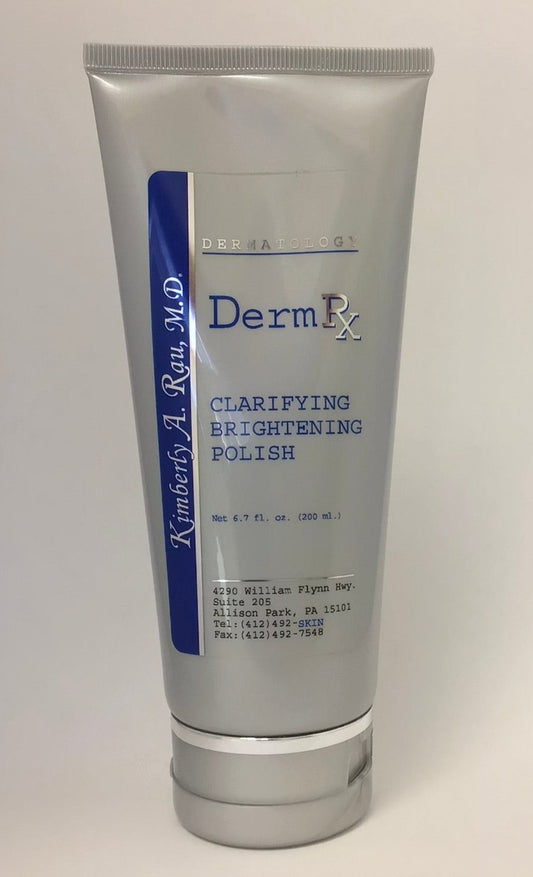 DERMATOLOGY
DermRx
Kimberly A. Rau, M.D.
CLARIFYING
BRIGHTENING
POLISH
Net 6.7 fl. oz. (200 ml.)
4290 William Flynn Hwy.
Suite 205
Allison Park, PA 15101
Tel:(412)492-SKIN
Fax:(412)492-7548